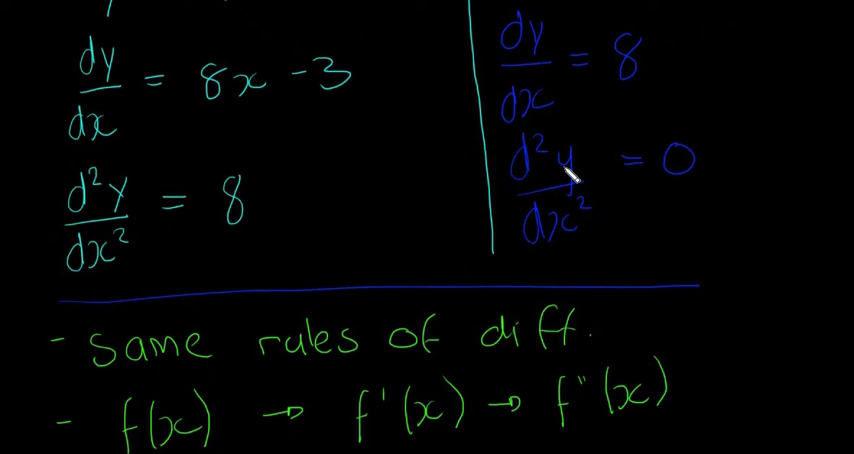 dy/dx = 8x - 3
d²y/dx² = 8
dy/dx = 8
d²y/dx² = 0
- same rules of diff.
- f(x) → f'(x) → f"(x)